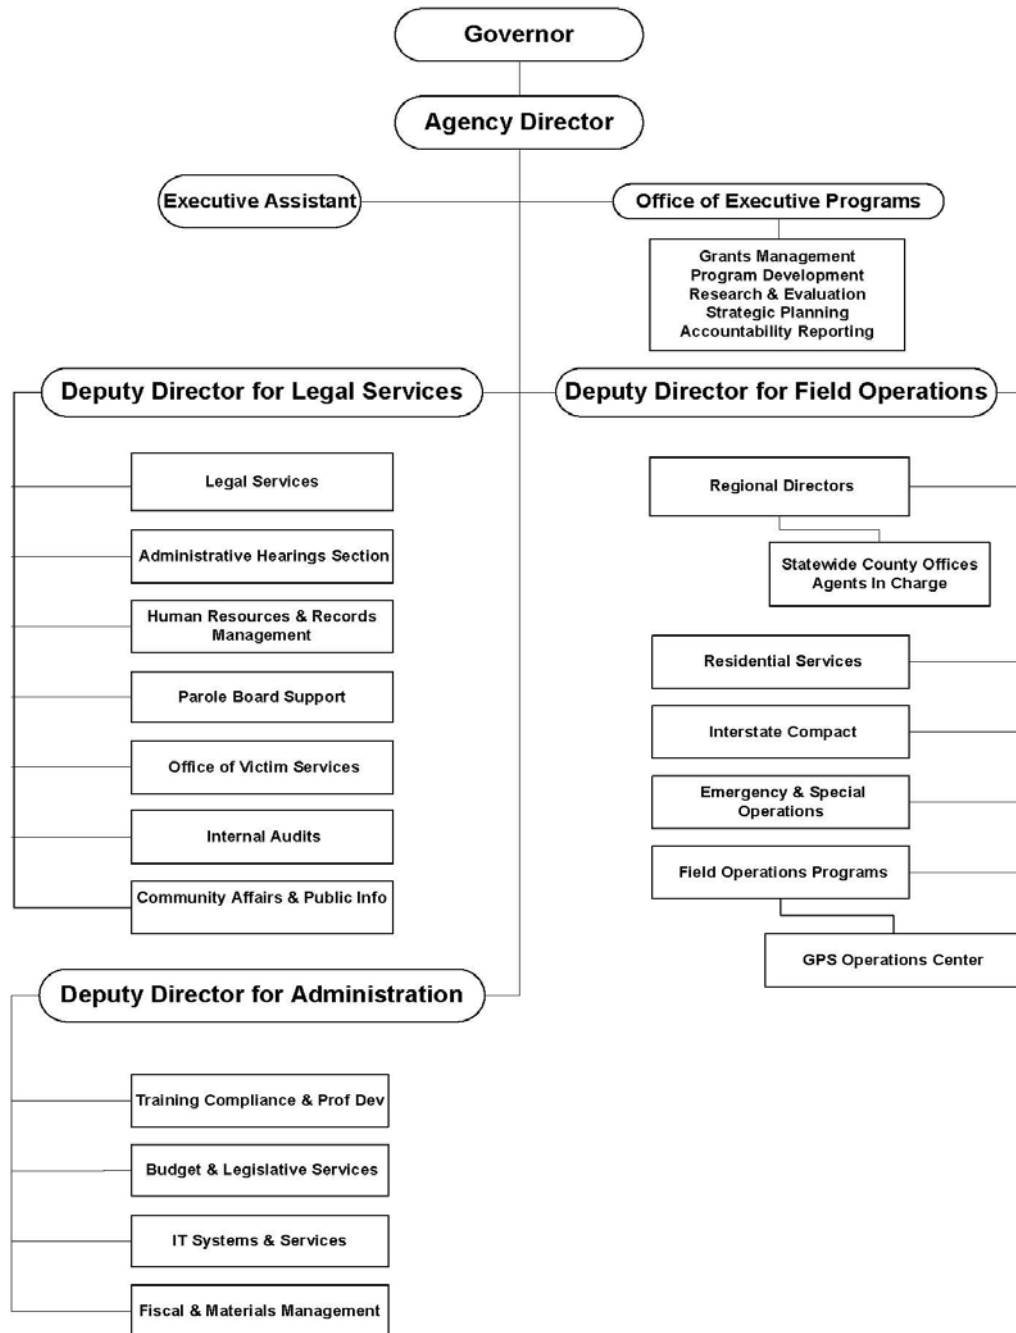 Governor
Agency Director
Executive Assistant
Office of Executive Programs
Grants Management
Program Development
Research & Evaluation
Strategic Planning
Accountability Reporting
Deputy Director for Legal Services
Legal Services
Administrative Hearings Section
Human Resources & Records
Management
Parole Board Support
Office of Victim Services
Internal Audits
Community Affairs & Public Info
Deputy Director for Field Operations
Regional Directors
Statewide County Offices
Agents In Charge
Residential Services
Interstate Compact
Emergency & Special
Operations
Field Operations Programs
GPS Operations Center
Deputy Director for Administration
Training Compliance & Prof Dev
Budget & Legislative Services
IT Systems & Services
Fiscal & Materials Management